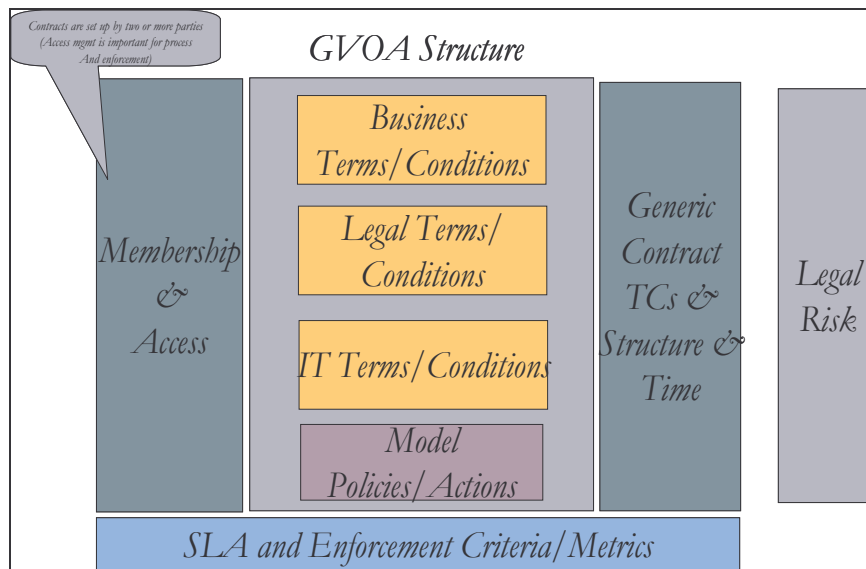 Contracts are set up by two or more parties
(Access mgmt is important for process
And enforcement)
GVOA Structure
Business
Terms/Conditions
Legal Terms/
Conditions
IT Terms/Conditions
Model
Policies/Actions
Membership
&
Access
Generic
Contract
TCs &
Structure &
Time
Legal
Risk
SLA and Enforcement Criteria/Metrics